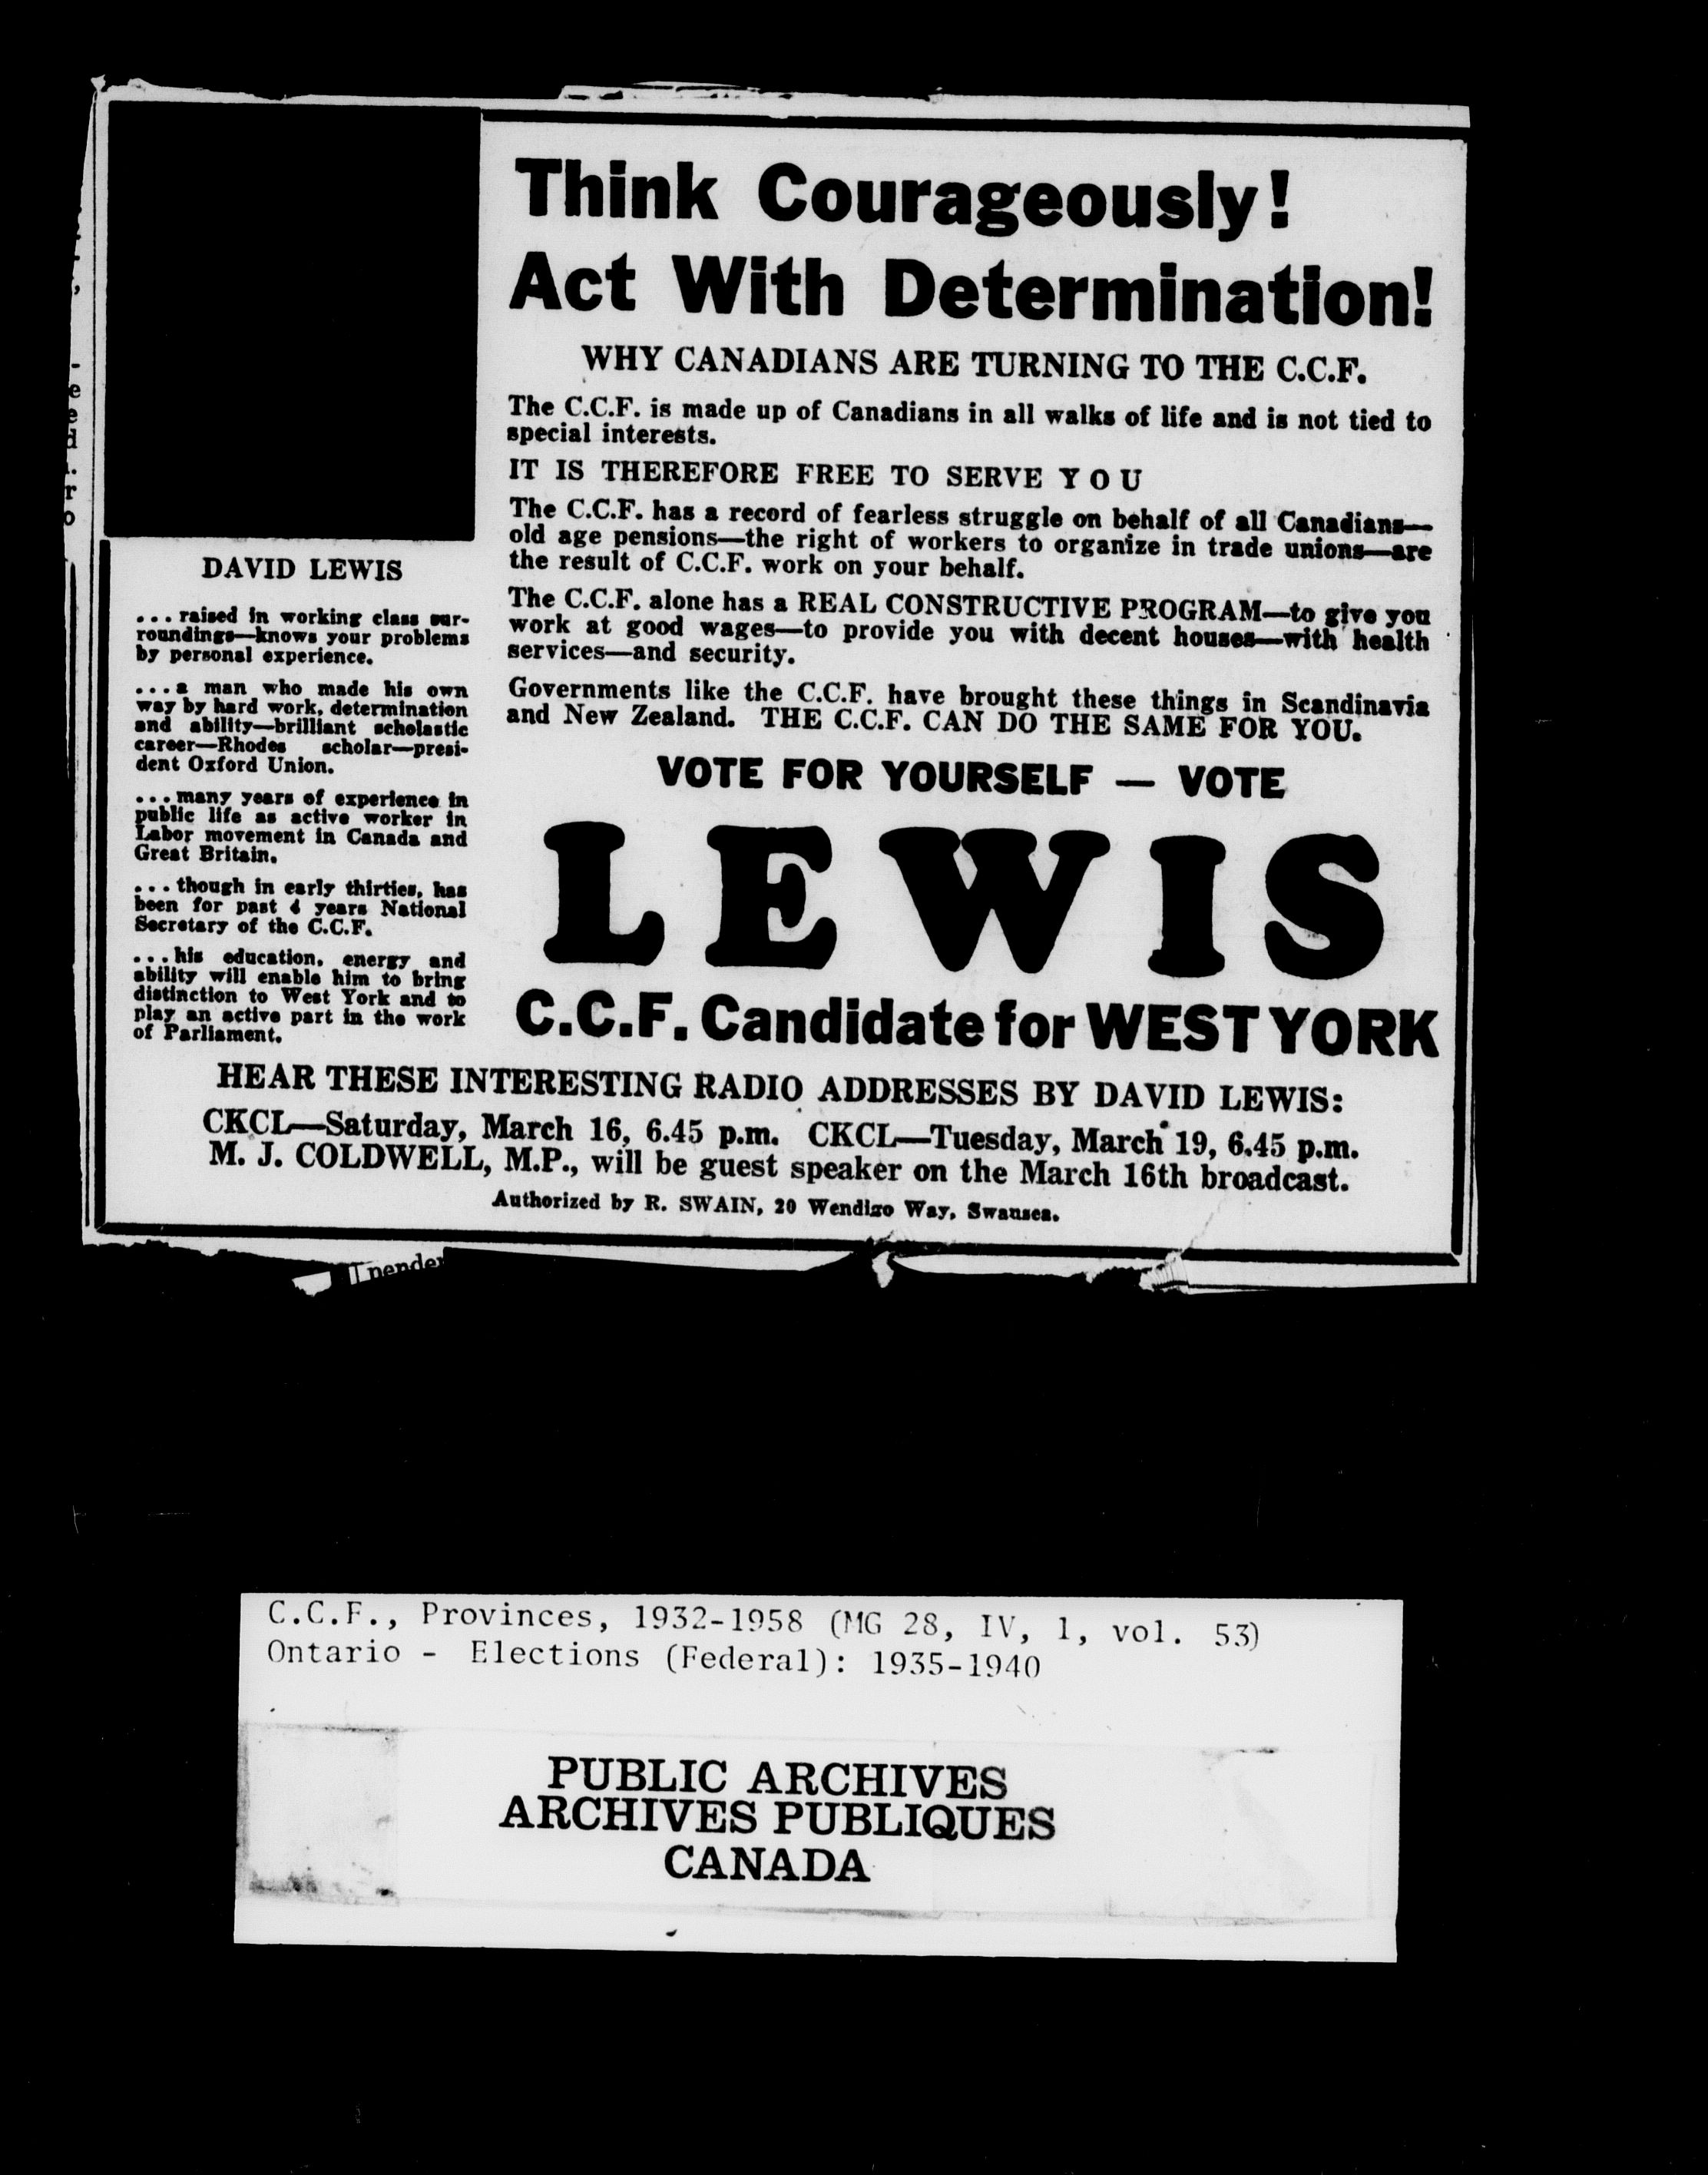 Think Courageously!
Act With Determination!
WHY CANADIANS ARE TURNING TO THE C.C.F.
The C.C.F. is made up of Canadians in all walks of life and is not tied to
special interests.
IT IS THEREFORE FREE TO SERVE Y O U
The C.C.F. has a record of fearless struggle on behalf of all Canadians—
old age pensions—the right of workers to organize in trade unions—are
the result of C.C.F. work on your behalf.
The C.C.F. alone has a REAL CONSTRUCTIVE PROGRAM—to give you
work at good wages—to provide you with decent houses—with health
services—and security.
Governments like the C.C.F. have brought these things in Scandinavia
and New Zealand. THE C.C.F. CAN DO THE SAME FOR YOU.
VOTE FOR YOURSELF — VOTE
LEWIS
C.C.F. Candidate for WEST YORK
DAVID LEWIS
...raised in working class sur-
roundings—knows your problems
by personal experience.
...a man who made his own
way by hard work, determination
and ability—brilliant scholastic
career—Rhodes scholar—presi-
dent Oxford Union.
...many years of experience in
public life as active worker in
Labor movement in Canada and
Great Britain.
...though in early thirties, has
been for past 4 years National
Secretary of the C.C.F.
...his education, energy and
ability will enable him to bring
distinction to West York and to
play an active part in the work
of Parliament.
HEAR THESE INTERESTING RADIO ADDRESSES BY DAVID LEWIS:
CKCL—Saturday, March 16, 6.45 p.m. CKCL—Tuesday, March 19, 6.45 p.m.
M. J. COLDWELL, M.P., will be guest speaker on the March 16th broadcast.
Authorized by R. SWAIN, 20 Wendigo Way, Swansea.
C.C.F., Provinces, 1932-1958 (MG 28, IV, 1, vol. 53)
Ontario - Elections (Federal): 1935-1940
PUBLIC ARCHIVES
ARCHIVES PUBLIQUES
CANADA